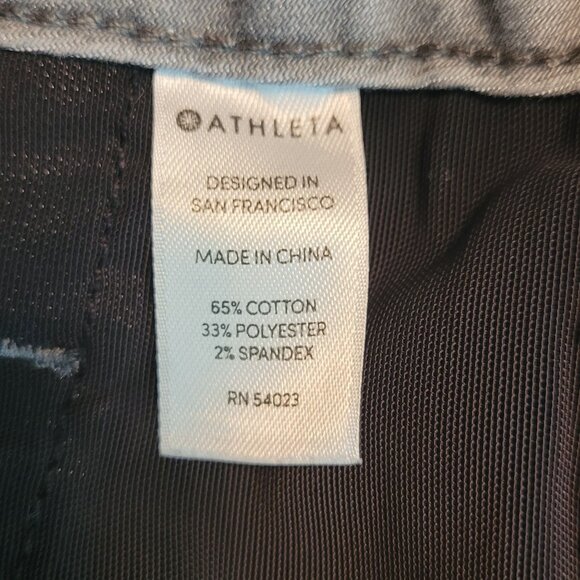 ATHLETA
DESIGNED IN
SAN FRANCISCO
MADE IN CHINA
65% COTTON
33% POLYESTER
2% SPANDEX
RN 54023